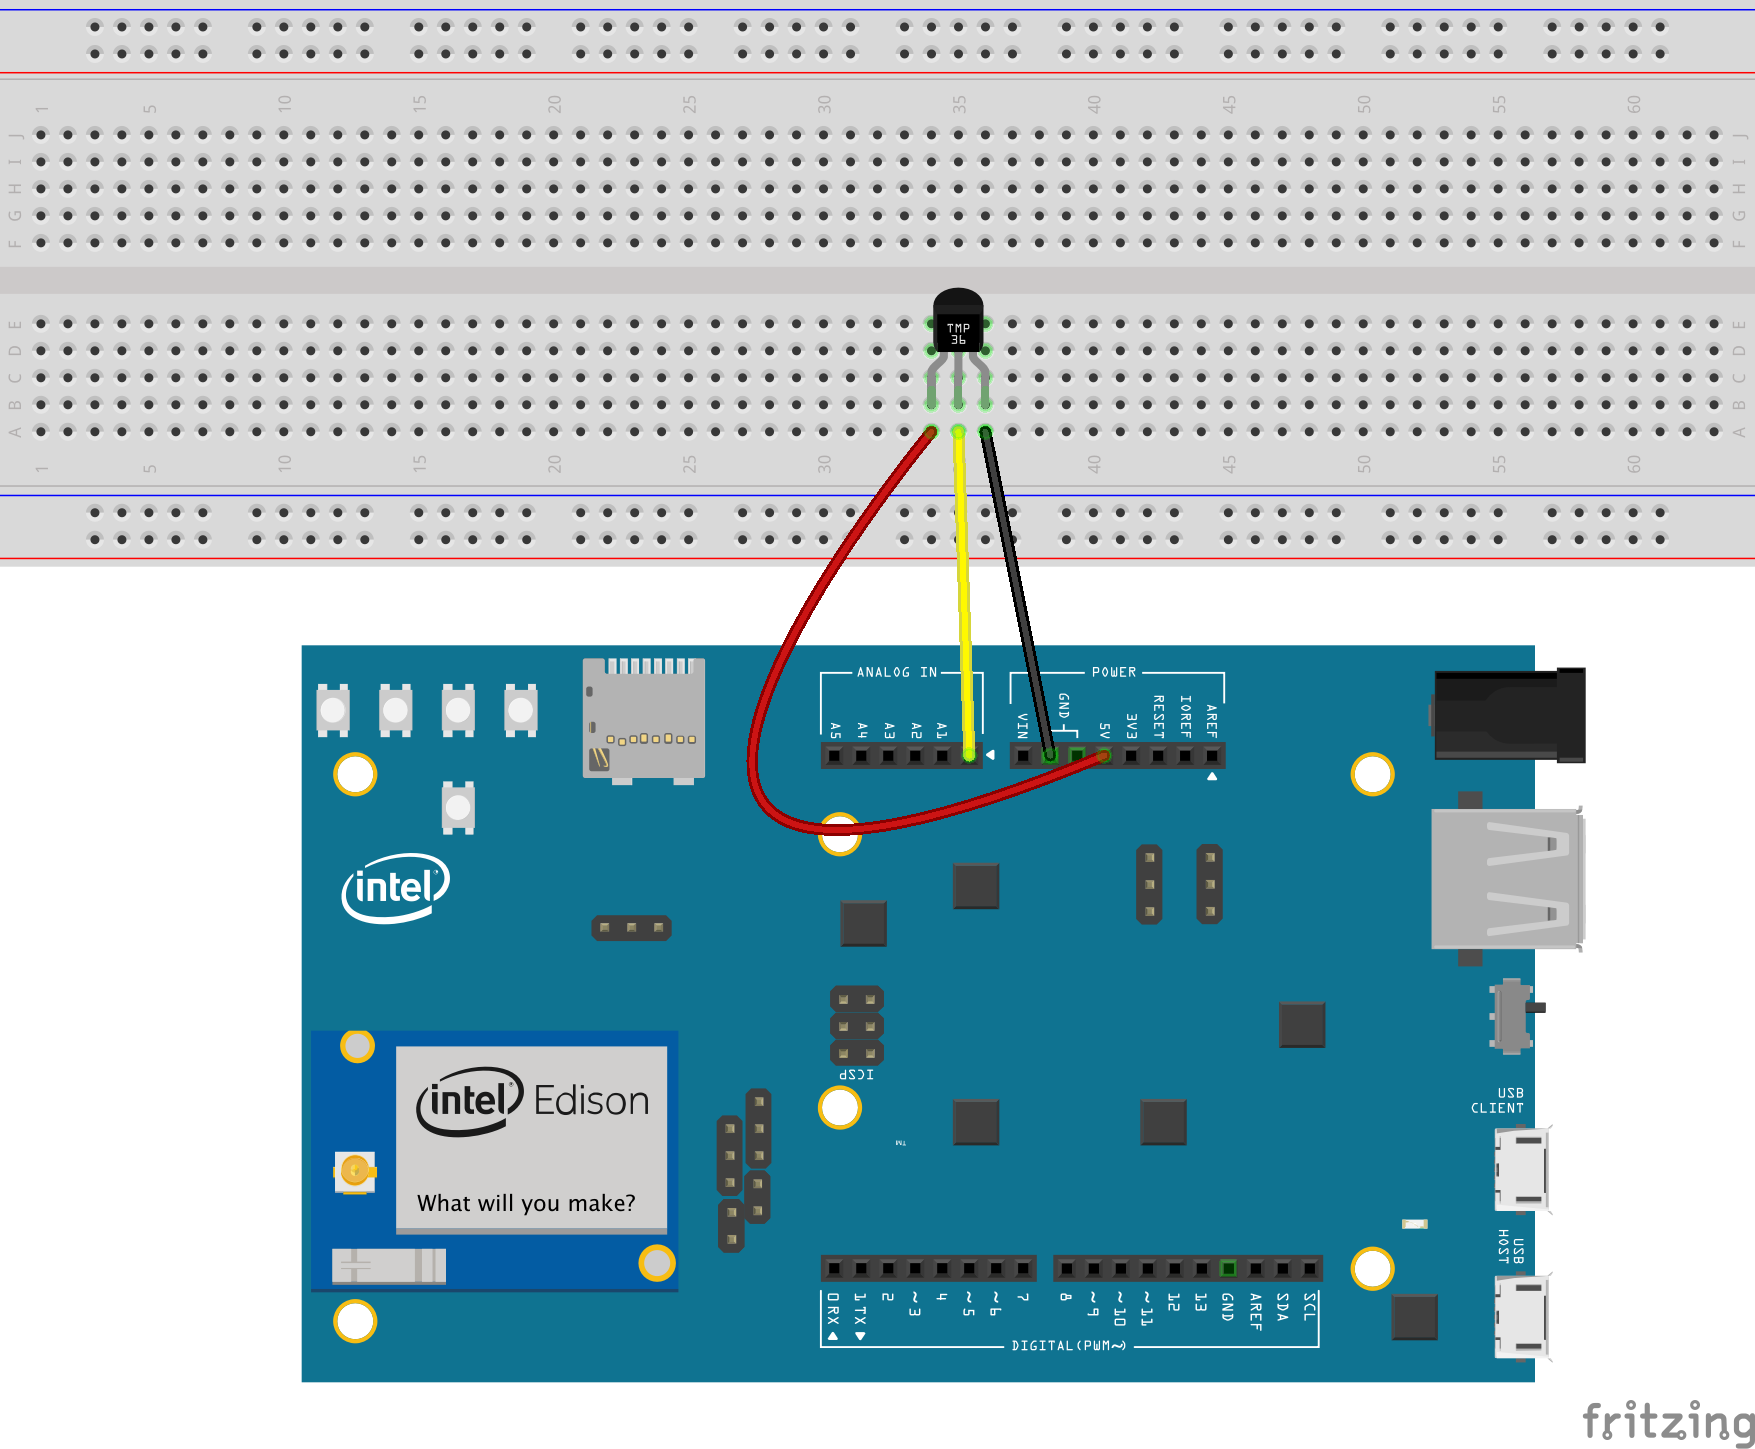 1 5 10 15 20 25 30 35 40 45 50 55 60
J J
I I
H H
G G
F F
TMP
36
E E
D D
C C
B B
A A
1 5 10 15 20 25 30 40 45 50 55 60
ANALOG IN
POWER
A5 A4 A3 A2 A1
VIN GND 5V 3V3 RESET IOREF AREF
intel
ICSP
intel Edison
What will you make?
TM
USB
CLIENT
USB
HOST
0 RX 1 TX 2 ~3 4 ~5 ~6 7 8 ~9 ~10 ~11 12 13 GND AREF SDA SCL
DIGITAL(PWM~)
fritzing